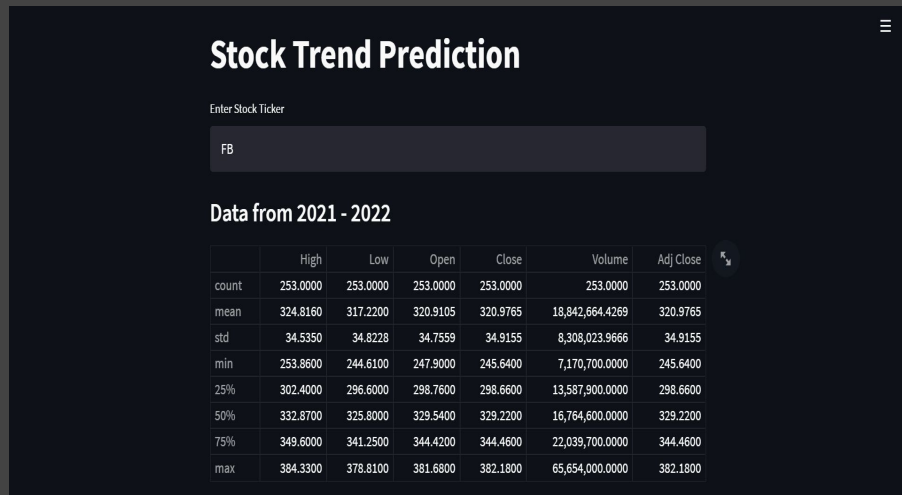 Stock Trend Prediction
Enter Stock Ticker
FB
Data from 2021 - 2022
High Low Open Close Volume Adj Close
count 253.0000 253.0000 253.0000 253.0000 253.0000 253.0000
mean 324.8160 317.2200 320.9105 320.9765 18,842,664.4269 320.9765
std 34.5350 34.8228 34.7559 34.9155 8,308,023.9666 34.9155
min 253.8600 244.6100 247.9000 245.6400 7,170,700.0000 245.6400
25% 302.4000 296.6000 298.7600 298.6600 13,587,900.0000 298.6600
50% 332.8700 325.8000 329.5400 329.2200 16,764,600.0000 329.2200
75% 349.6000 341.2500 344.4200 344.4600 22,039,700.0000 344.4600
max 384.3300 378.8100 381.6800 382.1800 65,654,000.0000 382.1800